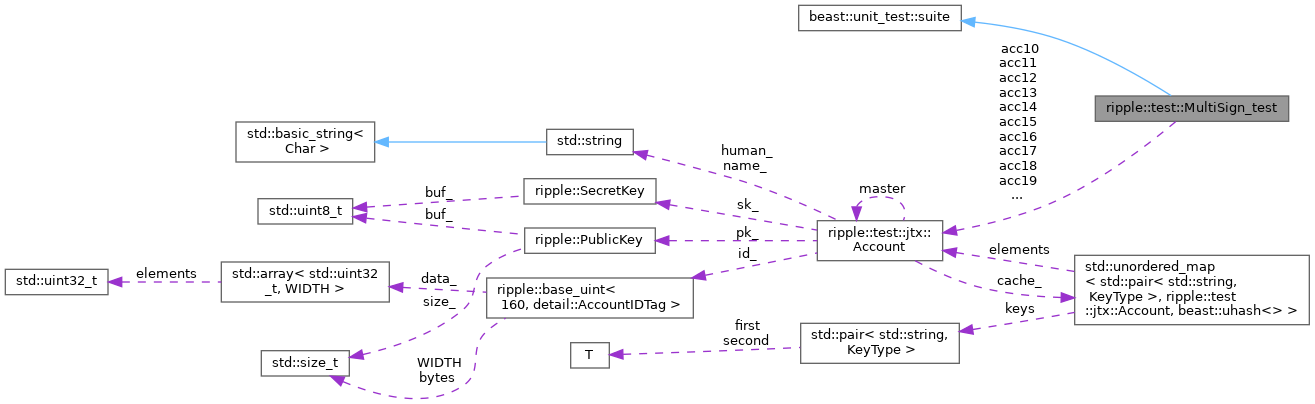 beast::unit_test::suite
acc10
acc11
acc12
acc13
acc14
acc15
acc16
acc17
acc18
acc19
...
ripple::test::MultiSign_test
std::basic_string<
Char >
std::string
human_
name_
master
ripple::SecretKey
buf_
sk_
std::uint8_t
buf_
ripple::PublicKey
pk_
ripple::test::jtx::
Account
id_
elements
std::uint32_t
elements
std::array< std::uint32
_t, WIDTH >
data_
size_
ripple::base_uint<
160, detail::AccountIDTag >
cache_
keys
std::unordered_map
< std::pair< std::string,
KeyType >, ripple::test
::jtx::Account, beast::uhash<> >
first
second
std::pair< std::string,
KeyType >
T
std::size_t
WIDTH
bytes